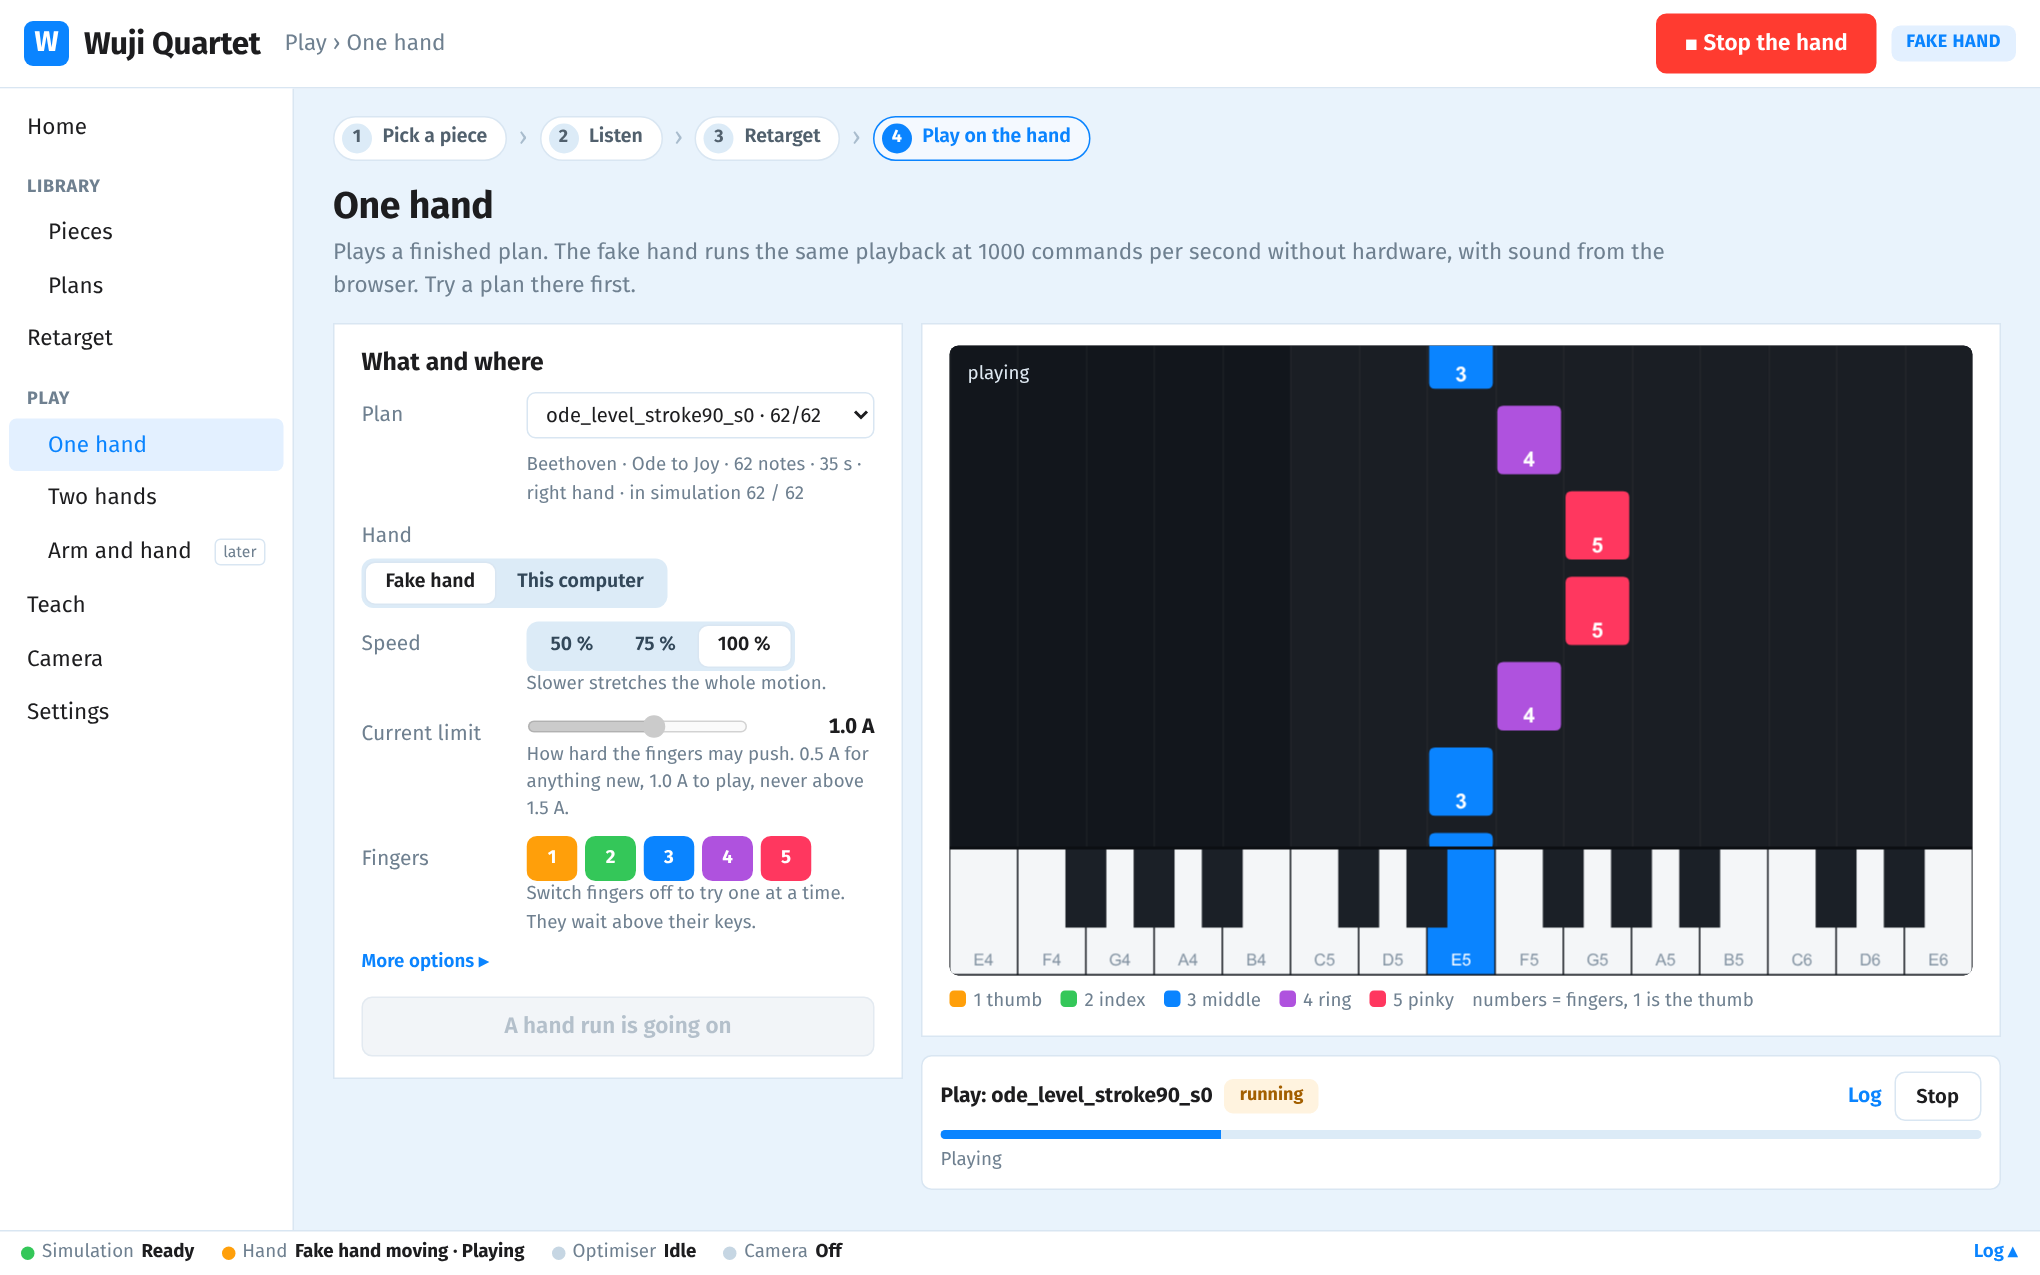 W Wuji Quartet Play › One hand
■ Stop the hand FAKE HAND
Home
LIBRARY
Pieces
Plans
Retarget
PLAY
One hand
Two hands
Arm and hand later
Teach
Camera
Settings
1 Pick a piece › 2 Listen › 3 Retarget › 4 Play on the hand
One hand
Plays a finished plan. The fake hand runs the same playback at 1000 commands per second without hardware, with sound from the
browser. Try a plan there first.
What and where
Plan ode_level_stroke90_s0 · 62/62
Beethoven · Ode to Joy · 62 notes · 35 s ·
right hand · in simulation 62 / 62
Hand
Fake hand This computer
Speed 50 % 75 % 100 %
Slower stretches the whole motion.
Current limit 1.0 A
How hard the fingers may push. 0.5 A for
anything new, 1.0 A to play, never above
1.5 A.
Fingers 1 2 3 4 5
Switch fingers off to try one at a time.
They wait above their keys.
More options ▸
A hand run is going on
playing
3
4
5
5
4
3
E4 F4 G4 A4 B4 C5 D5 E5 F5 G5 A5 B5 C6 D6 E6
1 thumb 2 index 3 middle 4 ring 5 pinky numbers = fingers, 1 is the thumb
Play: ode_level_stroke90_s0 running Log Stop
Playing
Simulation Ready Hand Fake hand moving · Playing Optimiser Idle Camera Off Log ▴